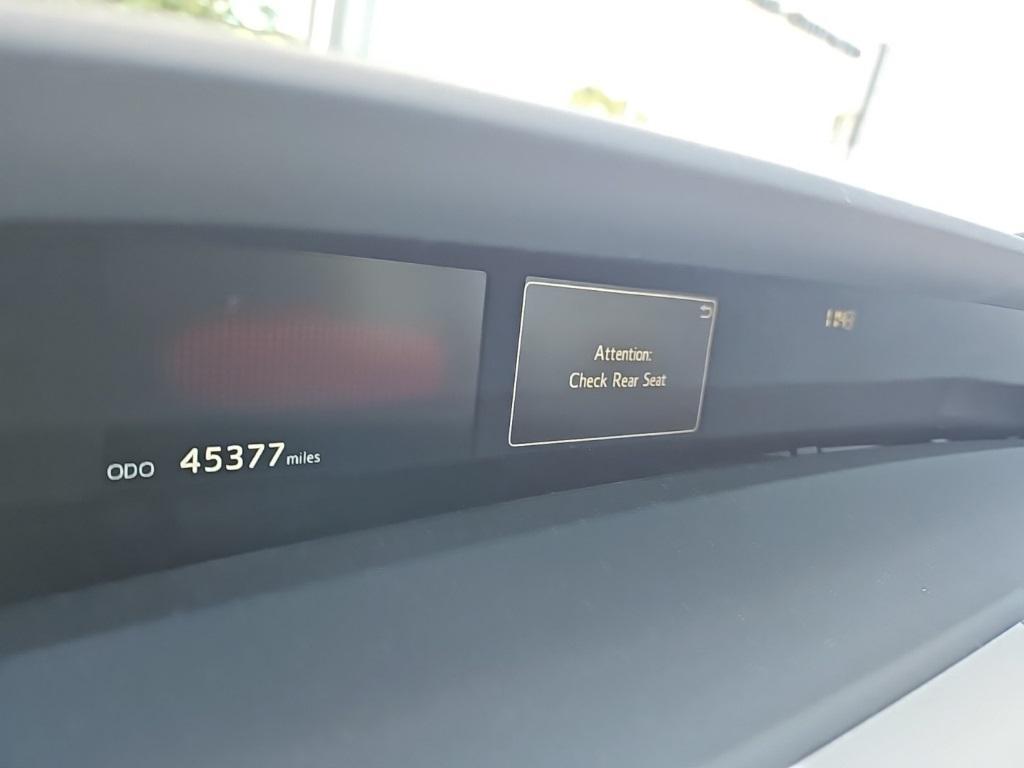 Attention:
Check Rear Seat
ODO 45377 miles